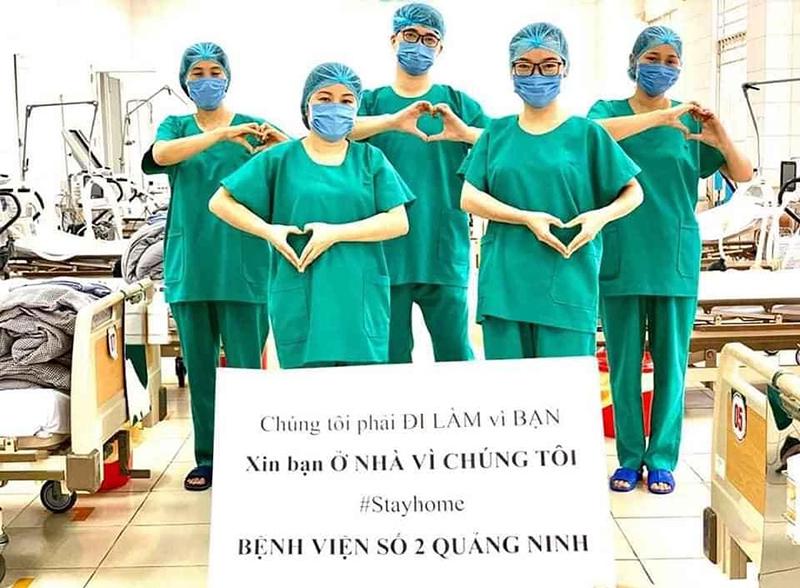 Chúng tôi phải ĐI LÀM vì BẠN
Xin bạn Ở NHÀ VÌ CHÚNG TÔI
#Stayhome
BỆNH VIỆN SỐ 2 QUẢNG NINH
05